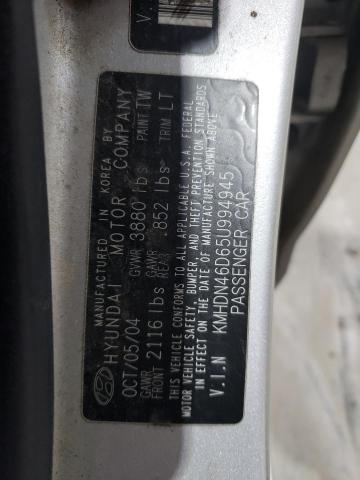 MANUFACTURED IN KOREA BY
HYUNDAI MOTOR COMPANY
OCT/05/04 GVWR 3880 lbs PAINT TW
GAWR FRONT 2116 lbs GAWR REAR 852 lbs TRIM LT
THIS VEHICLE CONFORMS TO ALL APPLICABLE U.S.A. FEDERAL
MOTOR VEHICLE SAFETY, BUMPER, AND THEFT PREVENTION STANDARDS
IN EFFECT ON THE DATE OF MANUFACTURE SHOWN ABOVE
V.I.N KMHDN46D65U994945
PASSENGER CAR